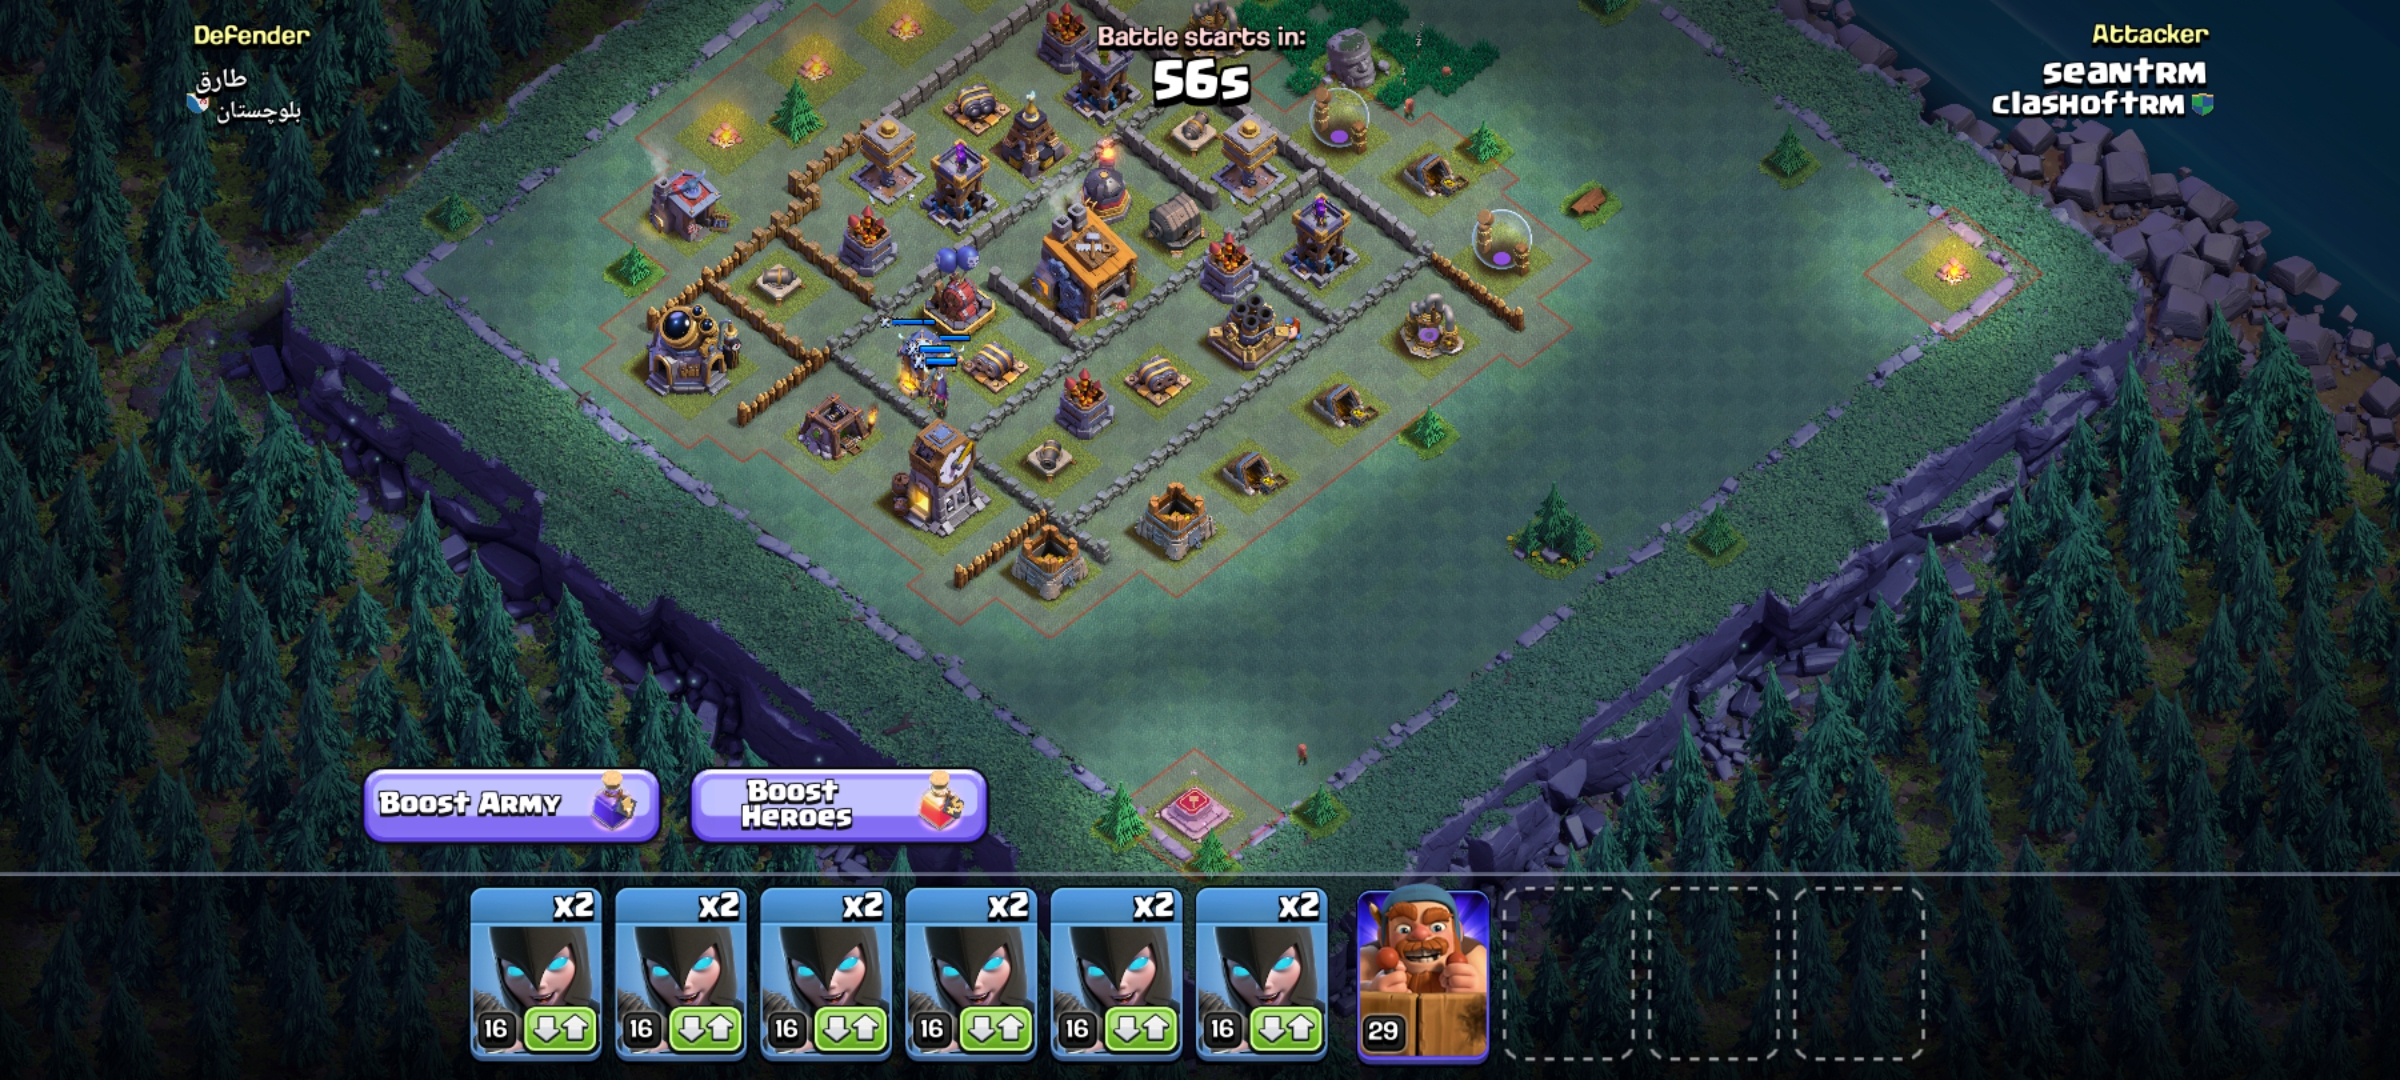 Defender
طارق
بلوچستان
Battle starts in:
56s
Attacker
seantRM
clashoftRM
Boost Army
Boost
Heroes
x2
x2
x2
x2
x2
x2
16
16
16
16
16
16
29